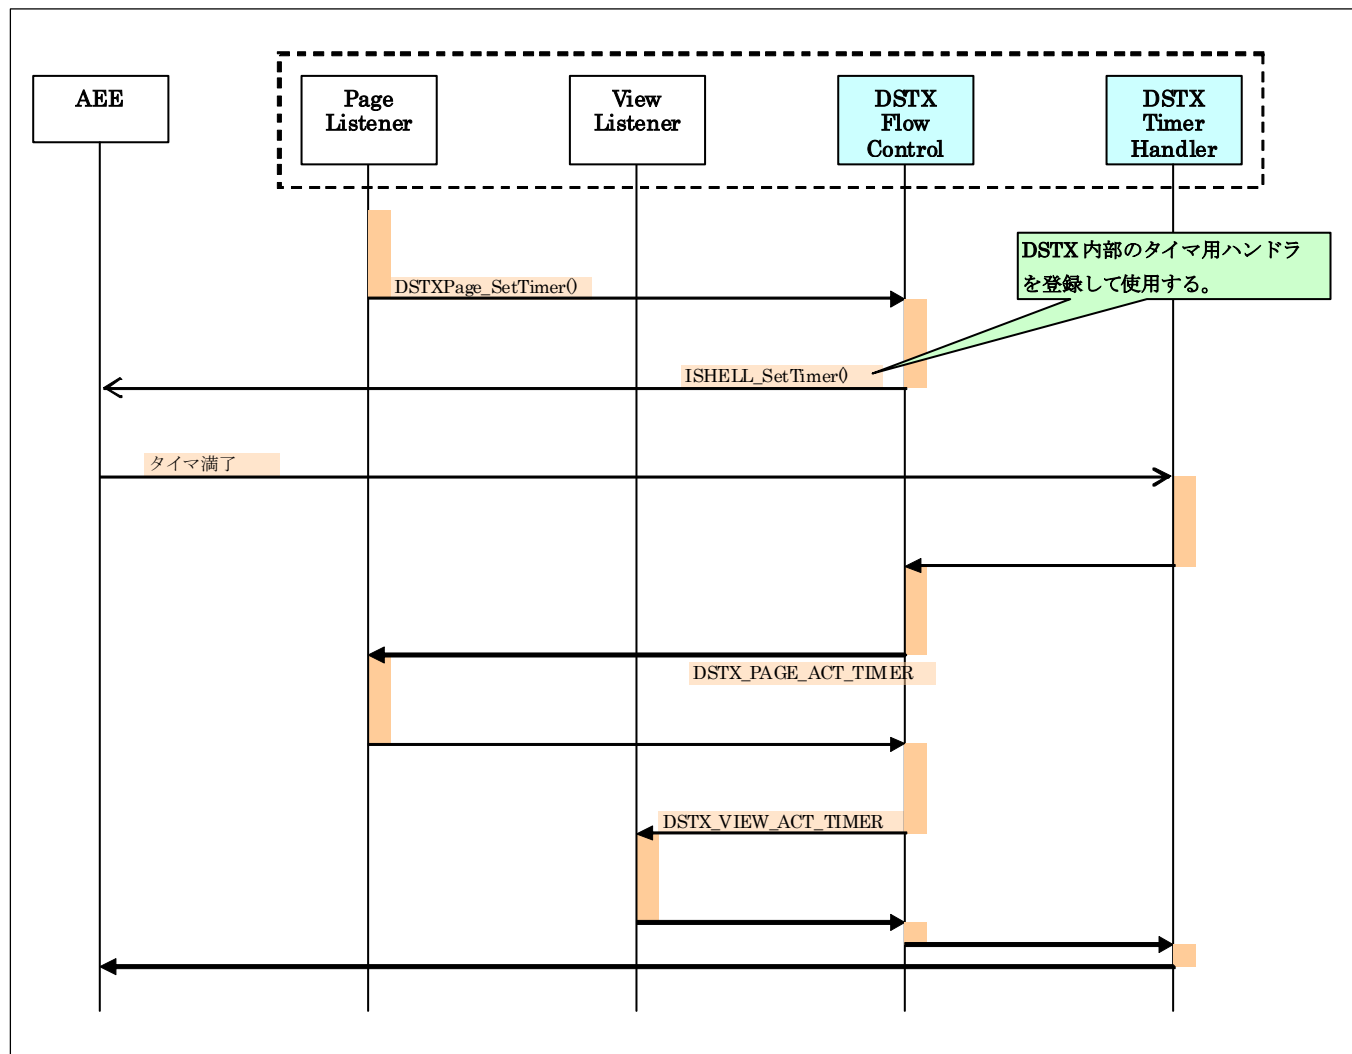 AEE
Page
Listener
View
Listener
DSTX
Flow
Control
DSTX
Timer
Handler
DSTX 内部のタイマ用ハンドラ
を登録して使用する。
DSTXPage_SetTimer()
ISHELL_SetTimer()
タイマ満了
DSTX_PAGE_ACT_TIMER
DSTX_VIEW_ACT_TIMER